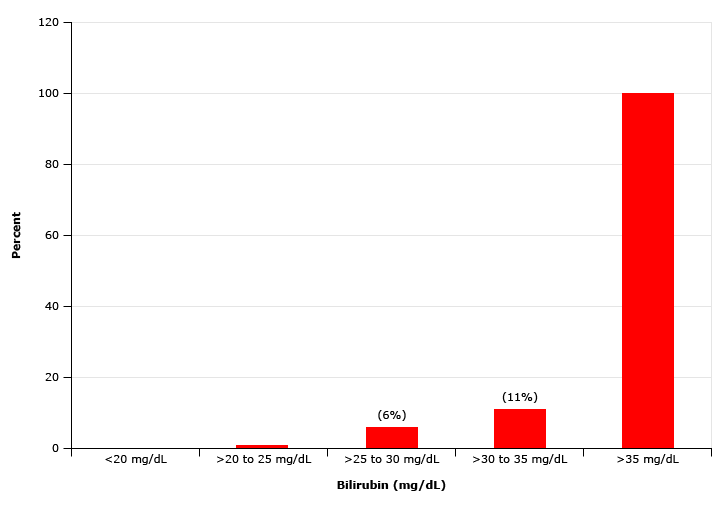 120
100
80
60
40
20
0
Percent
(6%)
(11%)
<20 mg/dL
>20 to 25 mg/dL
>25 to 30 mg/dL
>30 to 35 mg/dL
>35 mg/dL
Bilirubin (mg/dL)